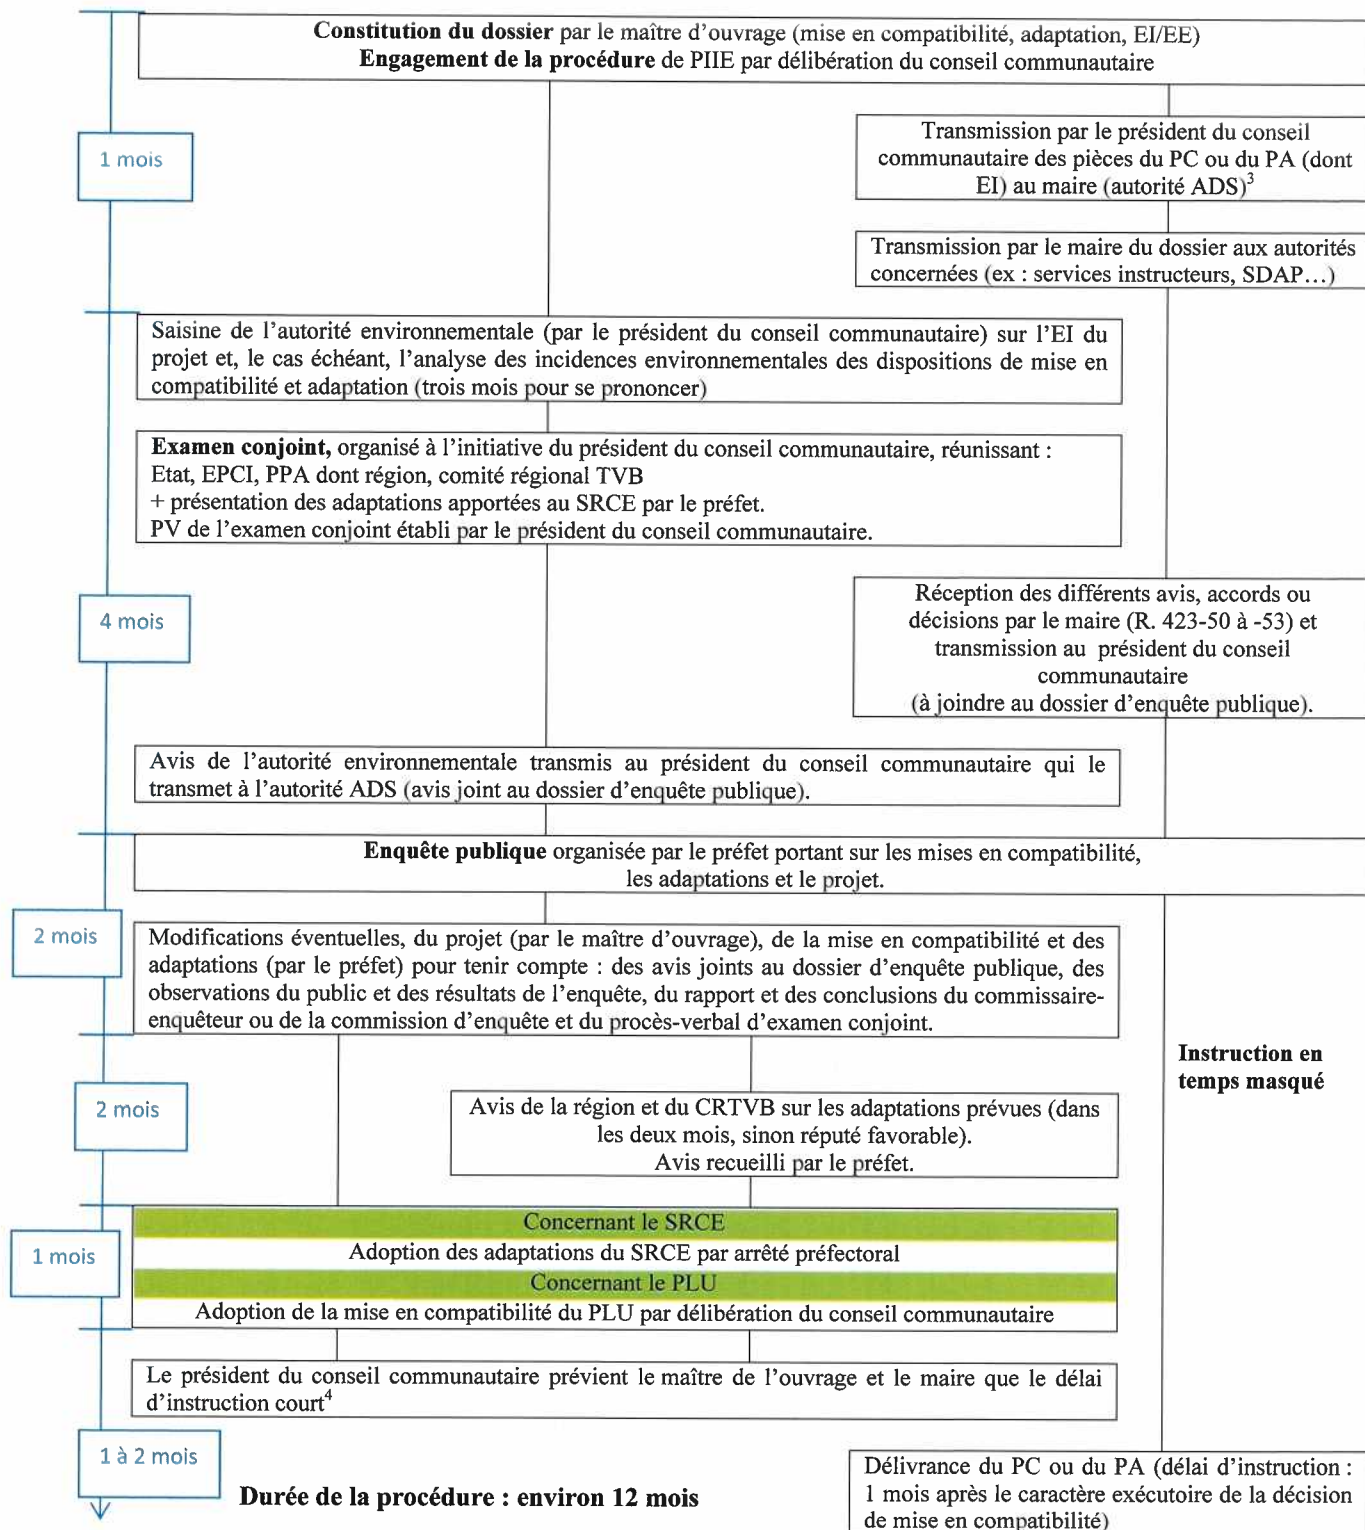 Constitution du dossier par le maître d'ouvrage (mise en compatibilité, adaptation, EI/EE)
Engagement de la procédure de PIIE par délibération du conseil communautaire
1 mois
Transmission par le président du conseil
communautaire des pièces du PC ou du PA (dont
EI) au maire (autorité ADS)³
Transmission par le maire du dossier aux autorités
concernées (ex : services instructeurs, SDAP…)
Saisine de l'autorité environnementale (par le président du conseil communautaire) sur l'EI du
projet et, le cas échéant, l'analyse des incidences environnementales des dispositions de mise en
compatibilité et adaptation (trois mois pour se prononcer)
Examen conjoint, organisé à l'initiative du président du conseil communautaire, réunissant :
Etat, EPCI, PPA dont région, comité régional TVB
+ présentation des adaptations apportées au SRCE par le préfet.
PV de l'examen conjoint établi par le président du conseil communautaire.
4 mois
Réception des différents avis, accords ou
décisions par le maire (R. 423-50 à -53) et
transmission au président du conseil
communautaire
(à joindre au dossier d'enquête publique).
Avis de l'autorité environnementale transmis au président du conseil communautaire qui le
transmet à l'autorité ADS (avis joint au dossier d'enquête publique).
Enquête publique organisée par le préfet portant sur les mises en compatibilité,
les adaptations et le projet.
2 mois
Modifications éventuelles, du projet (par le maître d'ouvrage), de la mise en compatibilité et des
adaptations (par le préfet) pour tenir compte : des avis joints au dossier d'enquête publique, des
observations du public et des résultats de l'enquête, du rapport et des conclusions du commissaire-
enquêteur ou de la commission d'enquête et du procès-verbal d'examen conjoint.
Instruction en
temps masqué
2 mois
Avis de la région et du CRTVB sur les adaptations prévues (dans
les deux mois, sinon réputé favorable).
Avis recueilli par le préfet.
1 mois
Concernant le SRCE
Adoption des adaptations du SRCE par arrêté préfectoral
Concernant le PLU
Adoption de la mise en compatibilité du PLU par délibération du conseil communautaire
Le président du conseil communautaire prévient le maître de l'ouvrage et le maire que le délai
d'instruction court⁴
1 à 2 mois
Durée de la procédure : environ 12 mois
Délivrance du PC ou du PA (délai d'instruction :
1 mois après le caractère exécutoire de la décision
de mise en compatibilité)